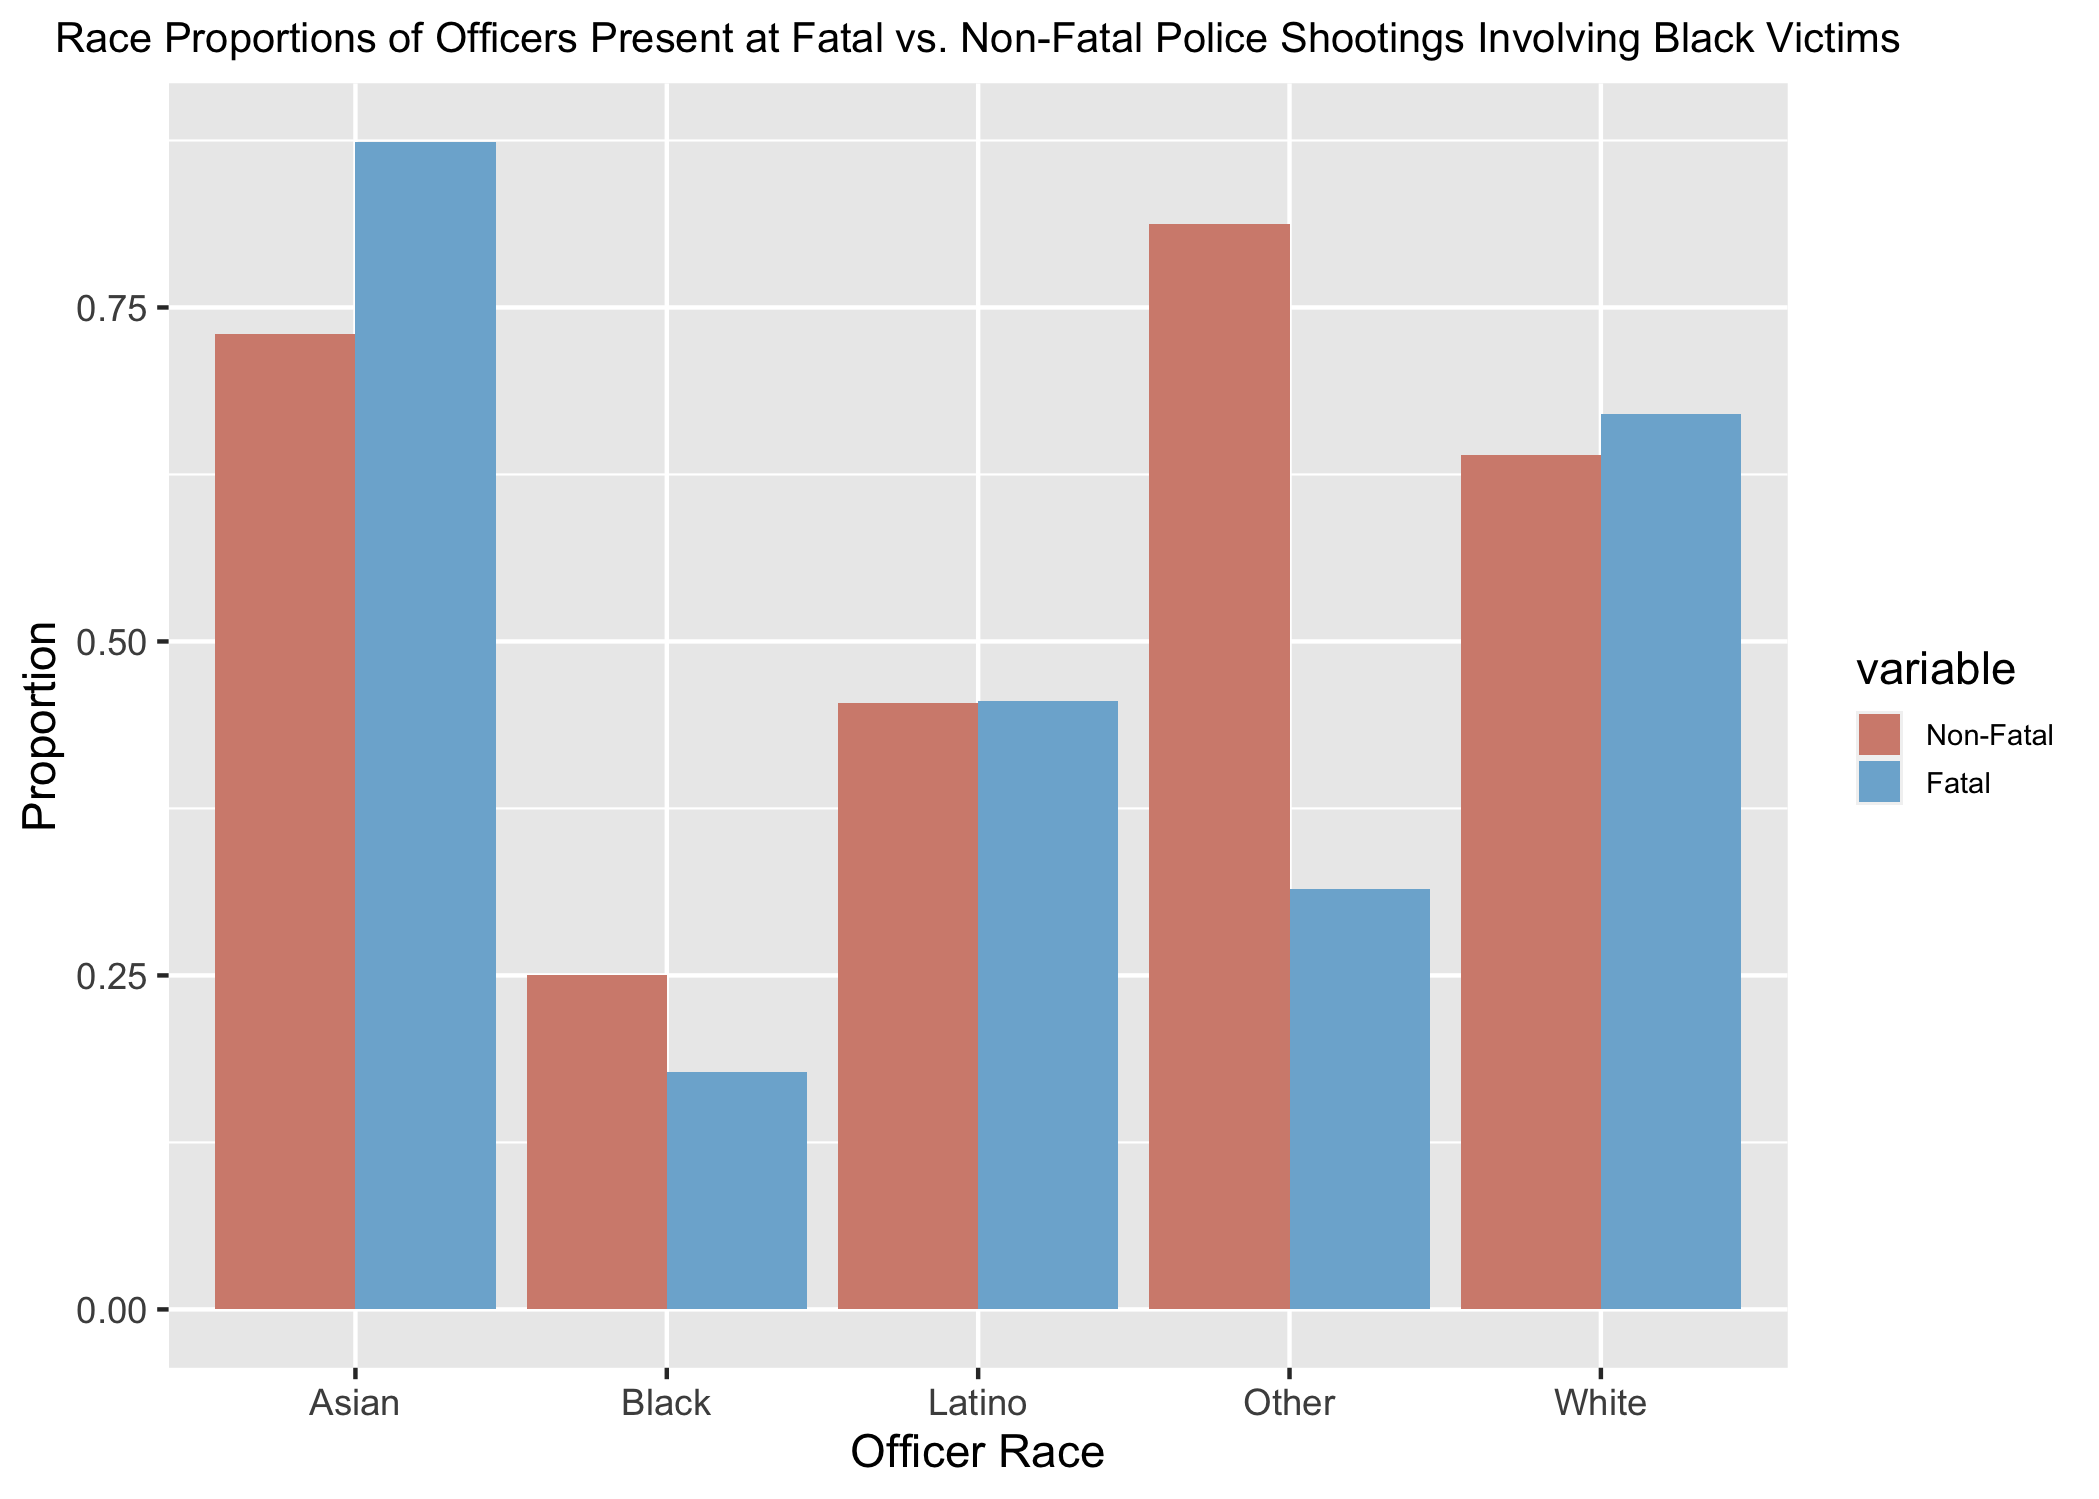 Race Proportions of Officers Present at Fatal vs. Non-Fatal Police Shootings Involving Black Victims
Proportion
0.75
0.50
0.25
0.00
Asian
Black
Latino
Other
White
Officer Race
variable
Non-Fatal
Fatal